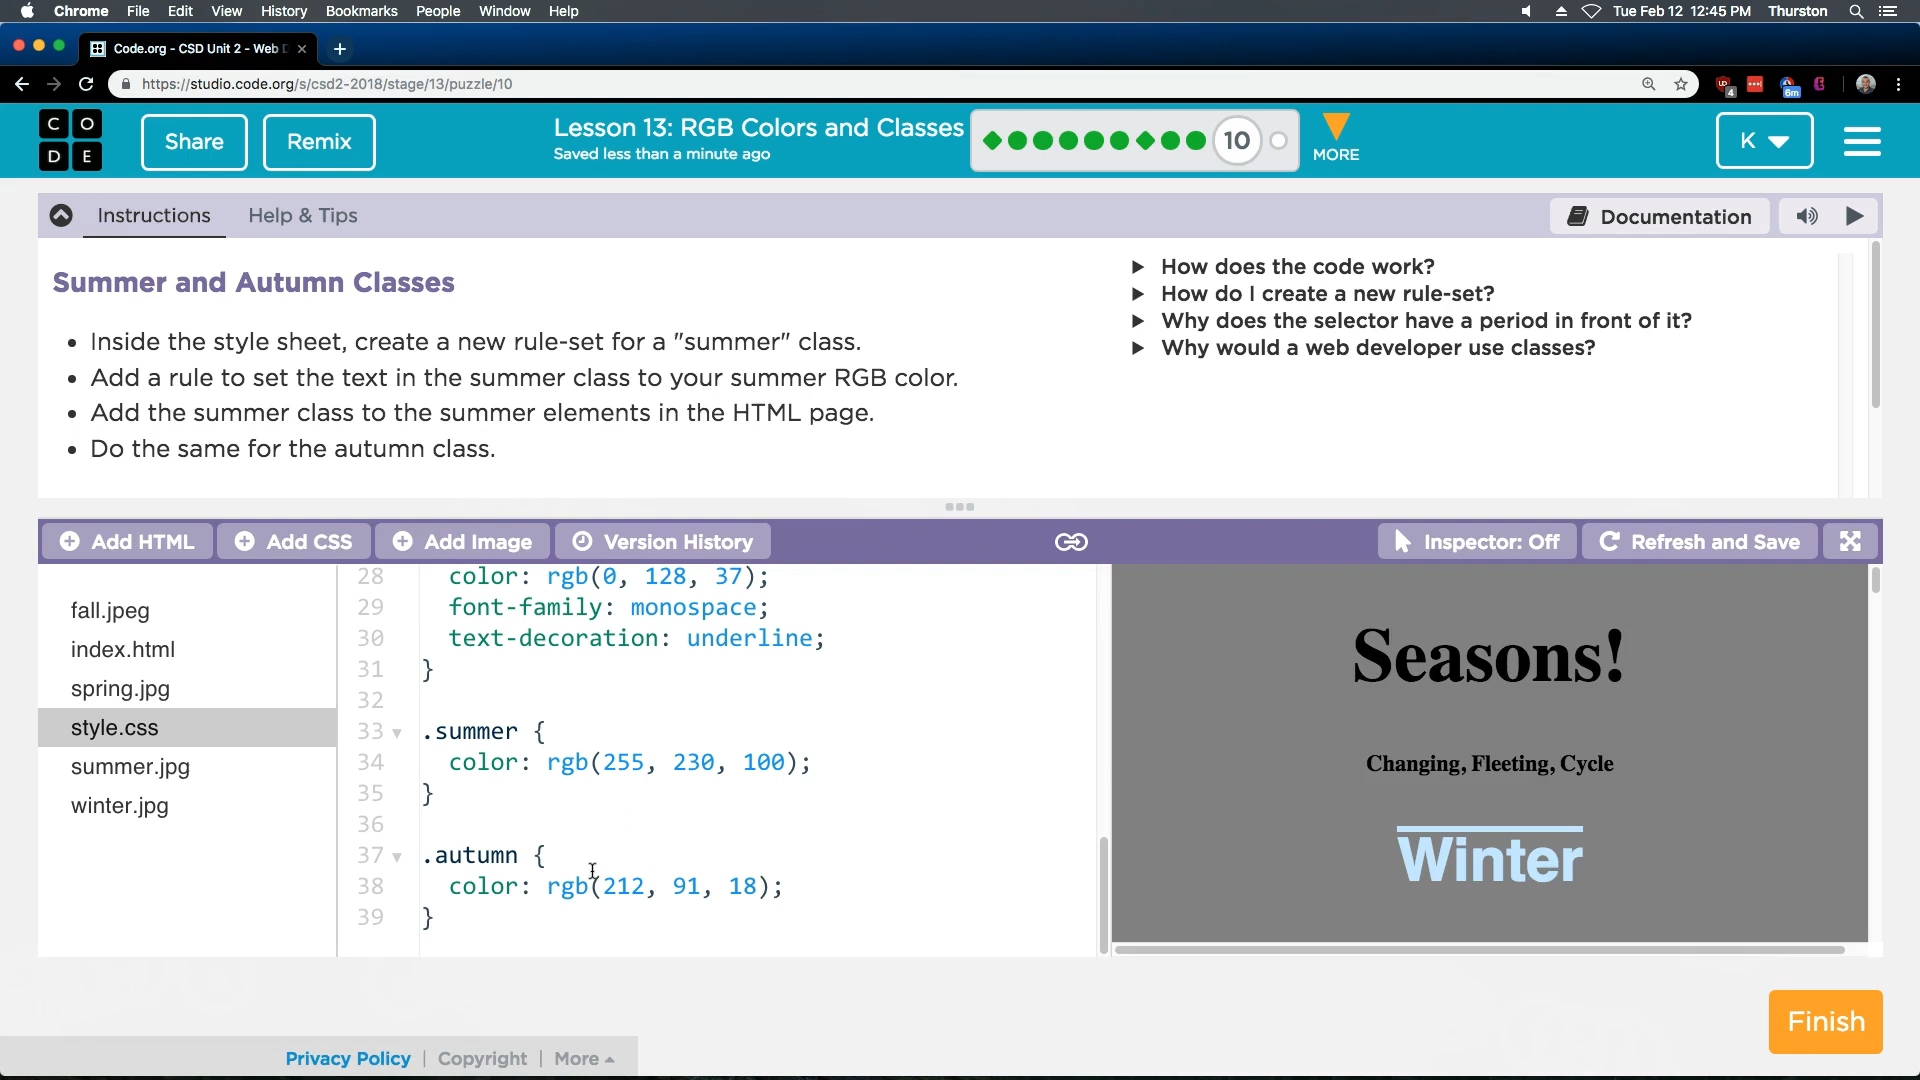 Chrome File Edit View History Bookmarks People Window Help
Tue Feb 12 12:45 PM Thurston
Code.org - CSD Unit 2 - Web D
https://studio.code.org/s/csd2-2018/stage/13/puzzle/10
4
6m
C O
D E
Share
Remix
Lesson 13: RGB Colors and Classes
Saved less than a minute ago
10
MORE
K
Instructions
Help & Tips
Documentation
Summer and Autumn Classes
• Inside the style sheet, create a new rule-set for a "summer" class.
• Add a rule to set the text in the summer class to your summer RGB color.
• Add the summer class to the summer elements in the HTML page.
• Do the same for the autumn class.
How does the code work?
How do I create a new rule-set?
Why does the selector have a period in front of it?
Why would a web developer use classes?
Add HTML
Add CSS
Add Image
Version History
Inspector: Off
Refresh and Save
fall.jpeg
index.html
spring.jpg
style.css
summer.jpg
winter.jpg
28 color: rgb(0, 128, 37);
29 font-family: monospace;
30 text-decoration: underline;
31 }
32
33 .summer {
34 color: rgb(255, 230, 100);
35 }
36
37 .autumn {
38 color: rgb(212, 91, 18);
39 }
Seasons!
Changing, Fleeting, Cycle
Winter
Finish
Privacy Policy | Copyright | More